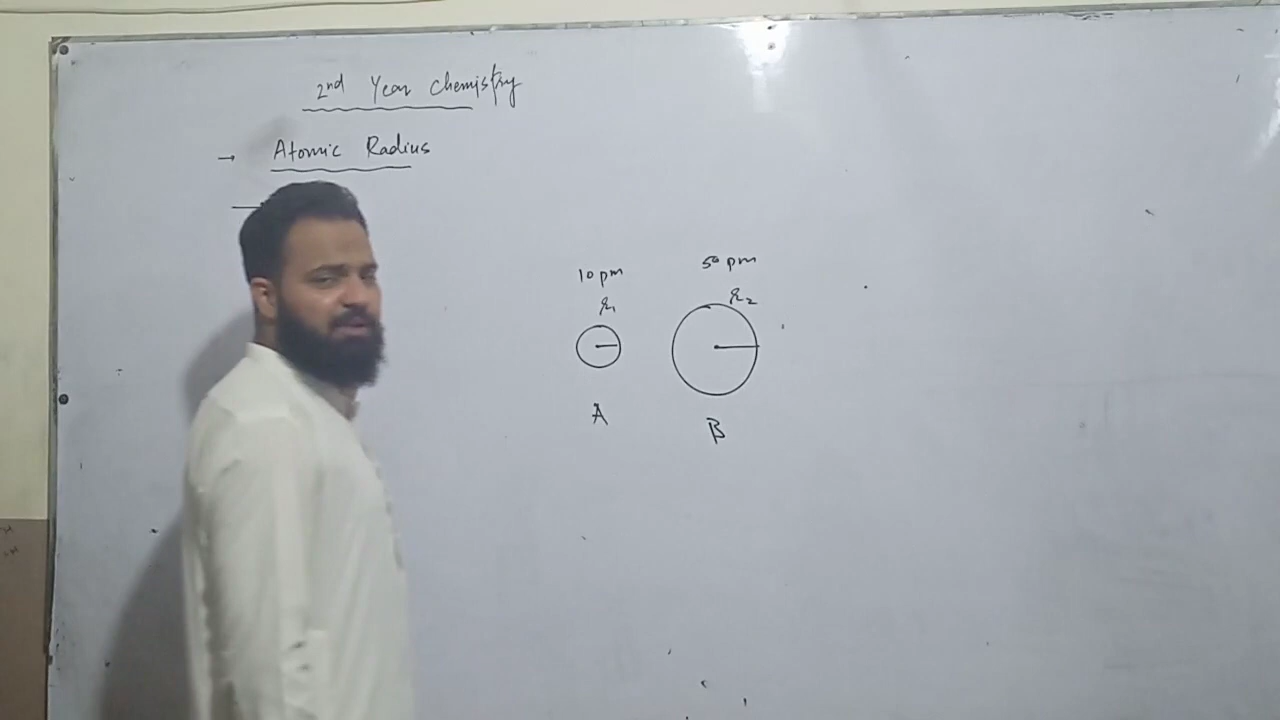 2nd Year Chemistry
→ Atomic Radius
10 pm 50 pm
r1 r2
A B